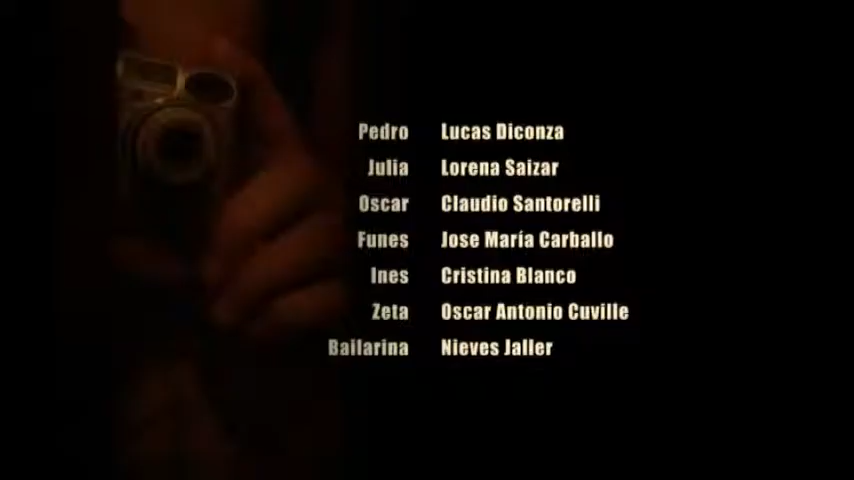 Pedro Lucas Diconza
Julia Lorena Saizar
Oscar Claudio Santorelli
Funes Jose María Carballo
Ines Cristina Blanco
Zeta Oscar Antonio Cuville
Bailarina Nieves Jaller